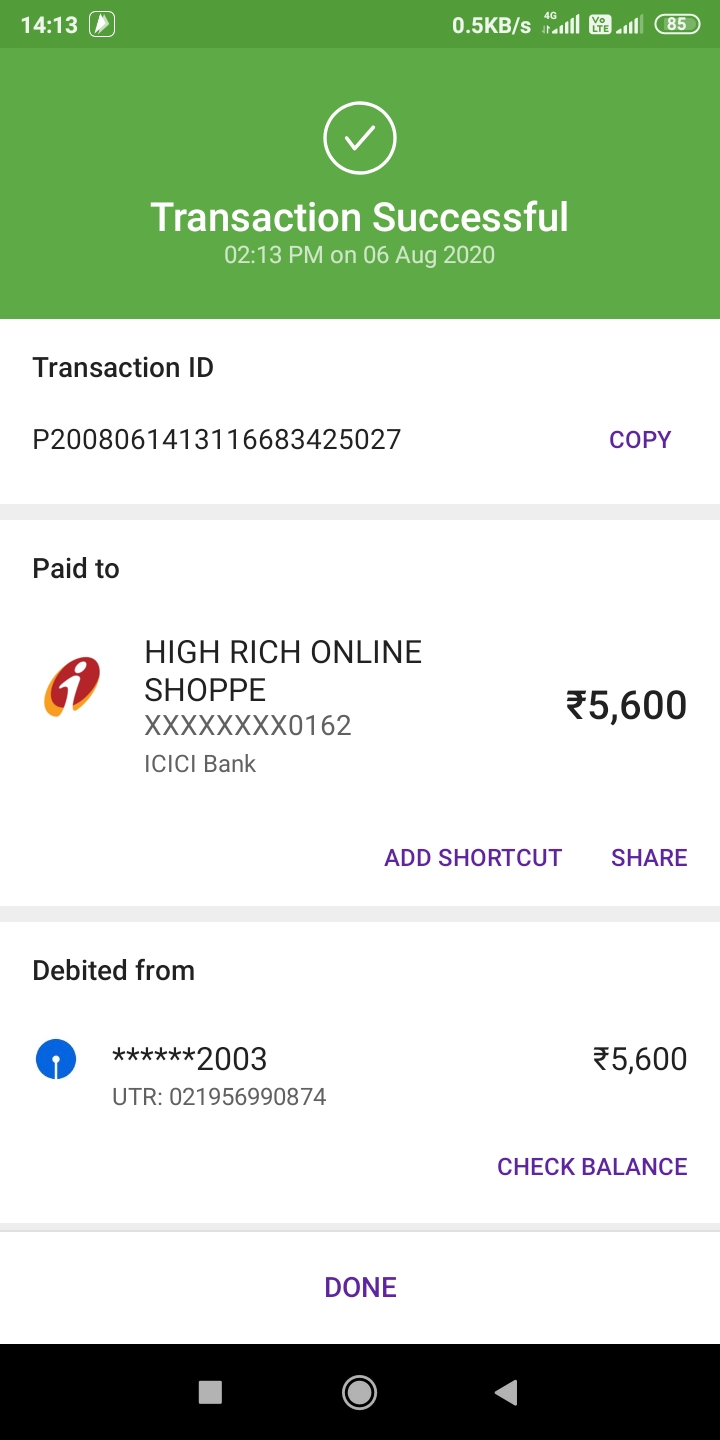 14:13 0.5KB/s 4G Vo LTE 85
Transaction Successful
02:13 PM on 06 Aug 2020
Transaction ID
P2008061413116683425027 COPY
Paid to
HIGH RICH ONLINE
SHOPPE
₹5,600
XXXXXXXX0162
ICICI Bank
ADD SHORTCUT SHARE
Debited from
******2003 ₹5,600
UTR: 021956990874
CHECK BALANCE
DONE